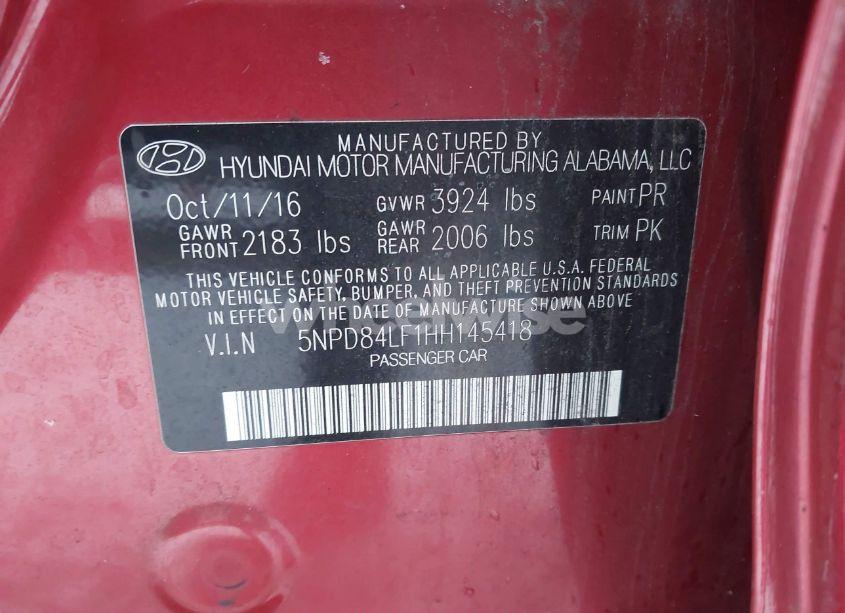 MANUFACTURED BY
HYUNDAI MOTOR MANUFACTURING ALABAMA, LLC
Oct/11/16 GVWR 3924 lbs PAINT PR
GAWR FRONT 2183 lbs GAWR REAR 2006 lbs TRIM PK
THIS VEHICLE CONFORMS TO ALL APPLICABLE U.S.A. FEDERAL
MOTOR VEHICLE SAFETY, BUMPER, AND THEFT PREVENTION STANDARDS
IN EFFECT ON THE DATE OF MANUFACTURE SHOWN ABOVE
Wheelwise
V.I.N 5NPD84LF1HH145418
PASSENGER CAR